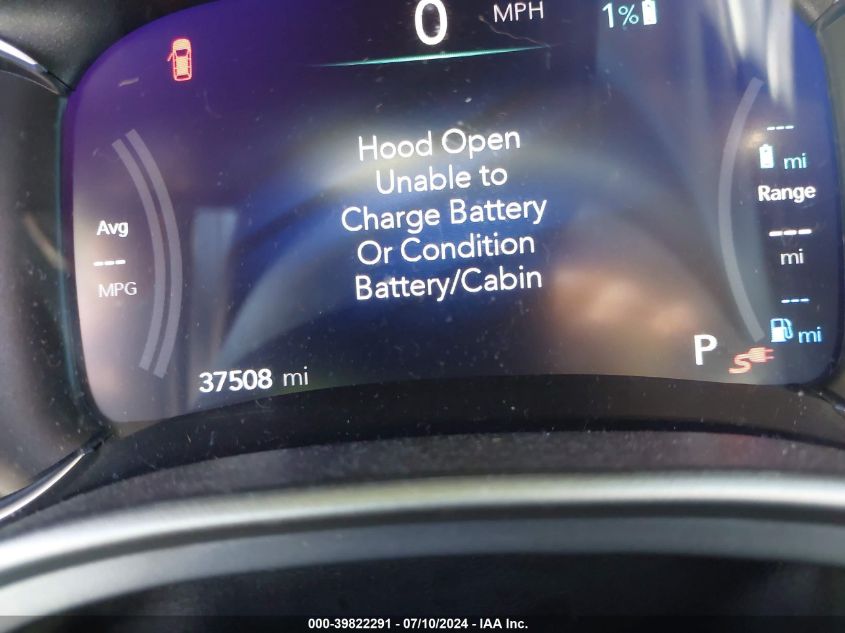 0 MPH 1%
Hood Open
Unable to
Charge Battery
Or Condition
Battery/Cabin
Avg
---
MPG
---
mi
Range
---
mi
---
mi
37508 mi
P
000-39822291 - 07/10/2024 - IAA Inc.